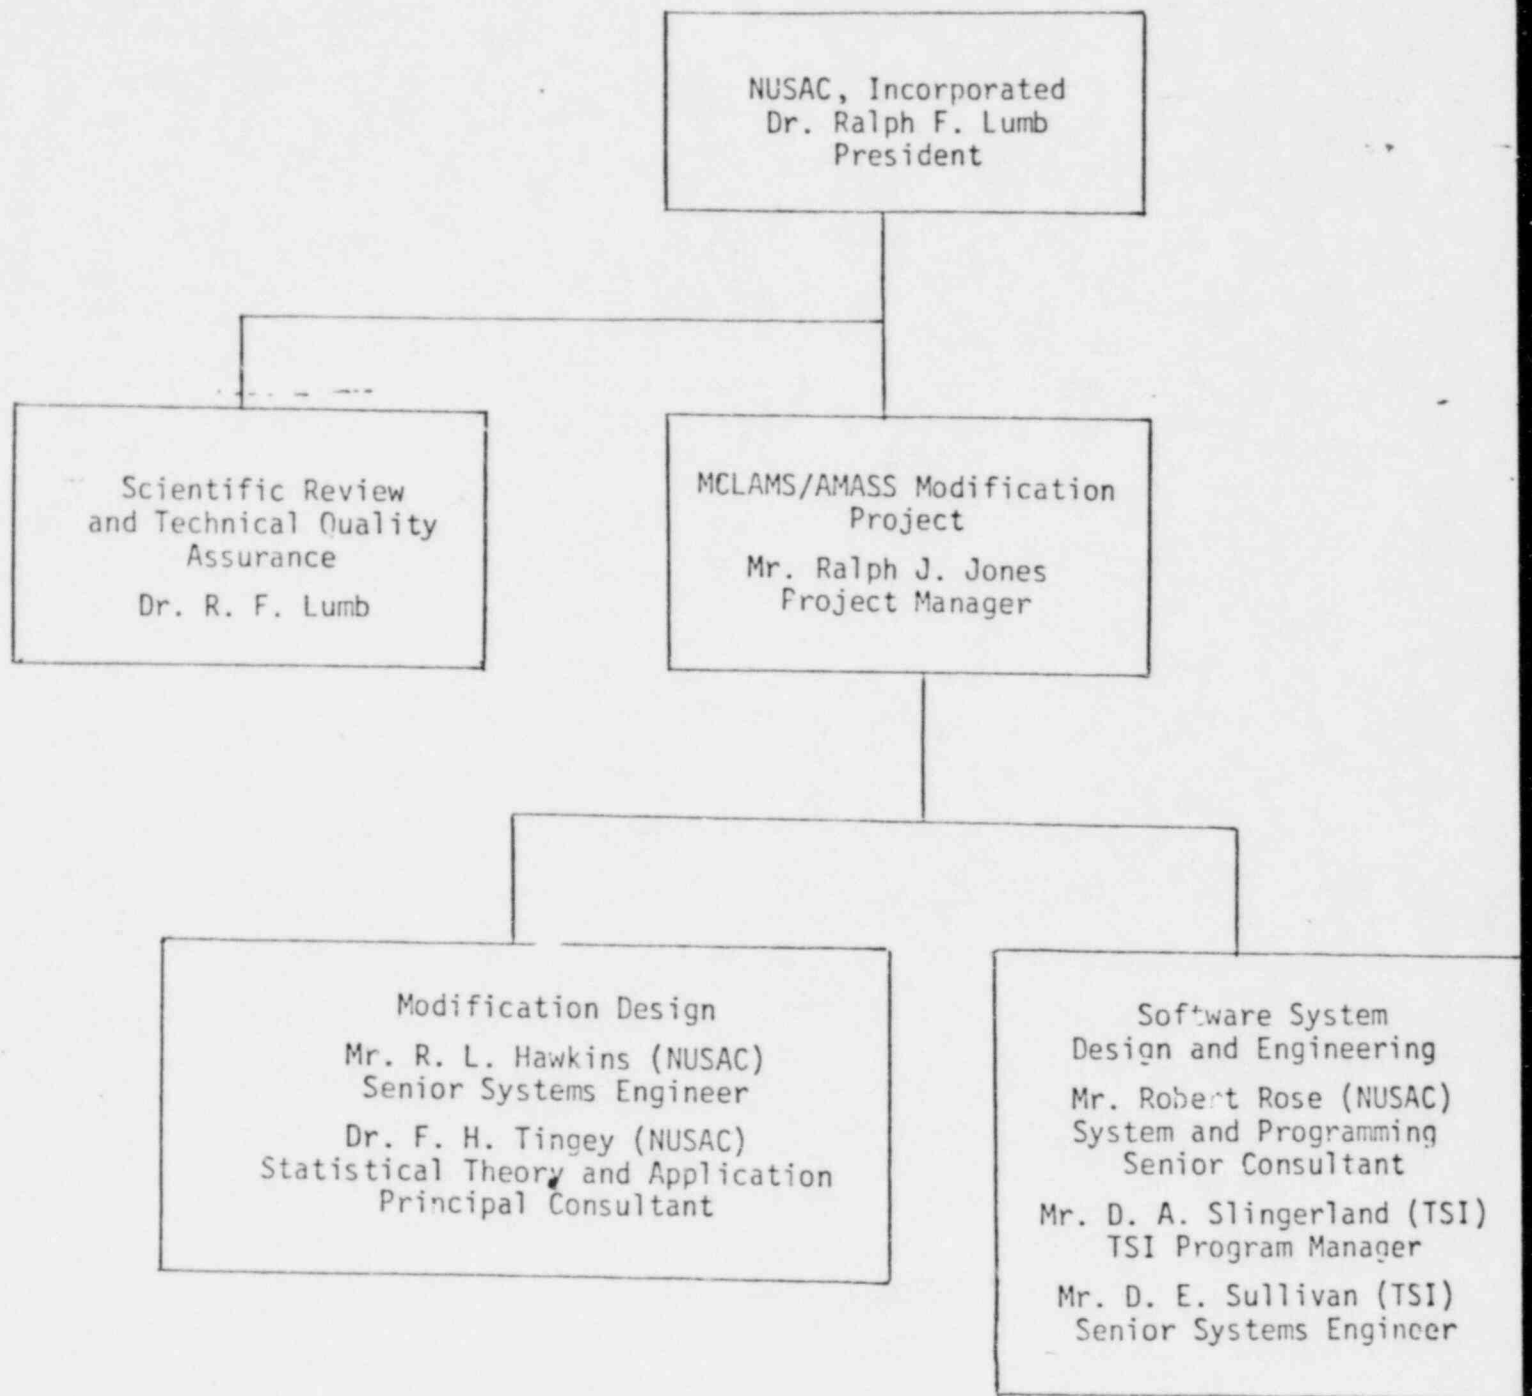 NUSAC, Incorporated
Dr. Ralph F. Lumb
President
Scientific Review
and Technical Quality
Assurance
Dr. R. F. Lumb
MCLAMS/AMASS Modification
Project
Mr. Ralph J. Jones
Project Manager
Modification Design
Mr. R. L. Hawkins (NUSAC)
Senior Systems Engineer
Dr. F. H. Tingey (NUSAC)
Statistical Theory and Application
Principal Consultant
Software System
Design and Engineering
Mr. Robert Rose (NUSAC)
System and Programming
Senior Consultant
Mr. D. A. Slingerland (TSI)
TSI Program Manager
Mr. D. E. Sullivan (TSI)
Senior Systems Engineer